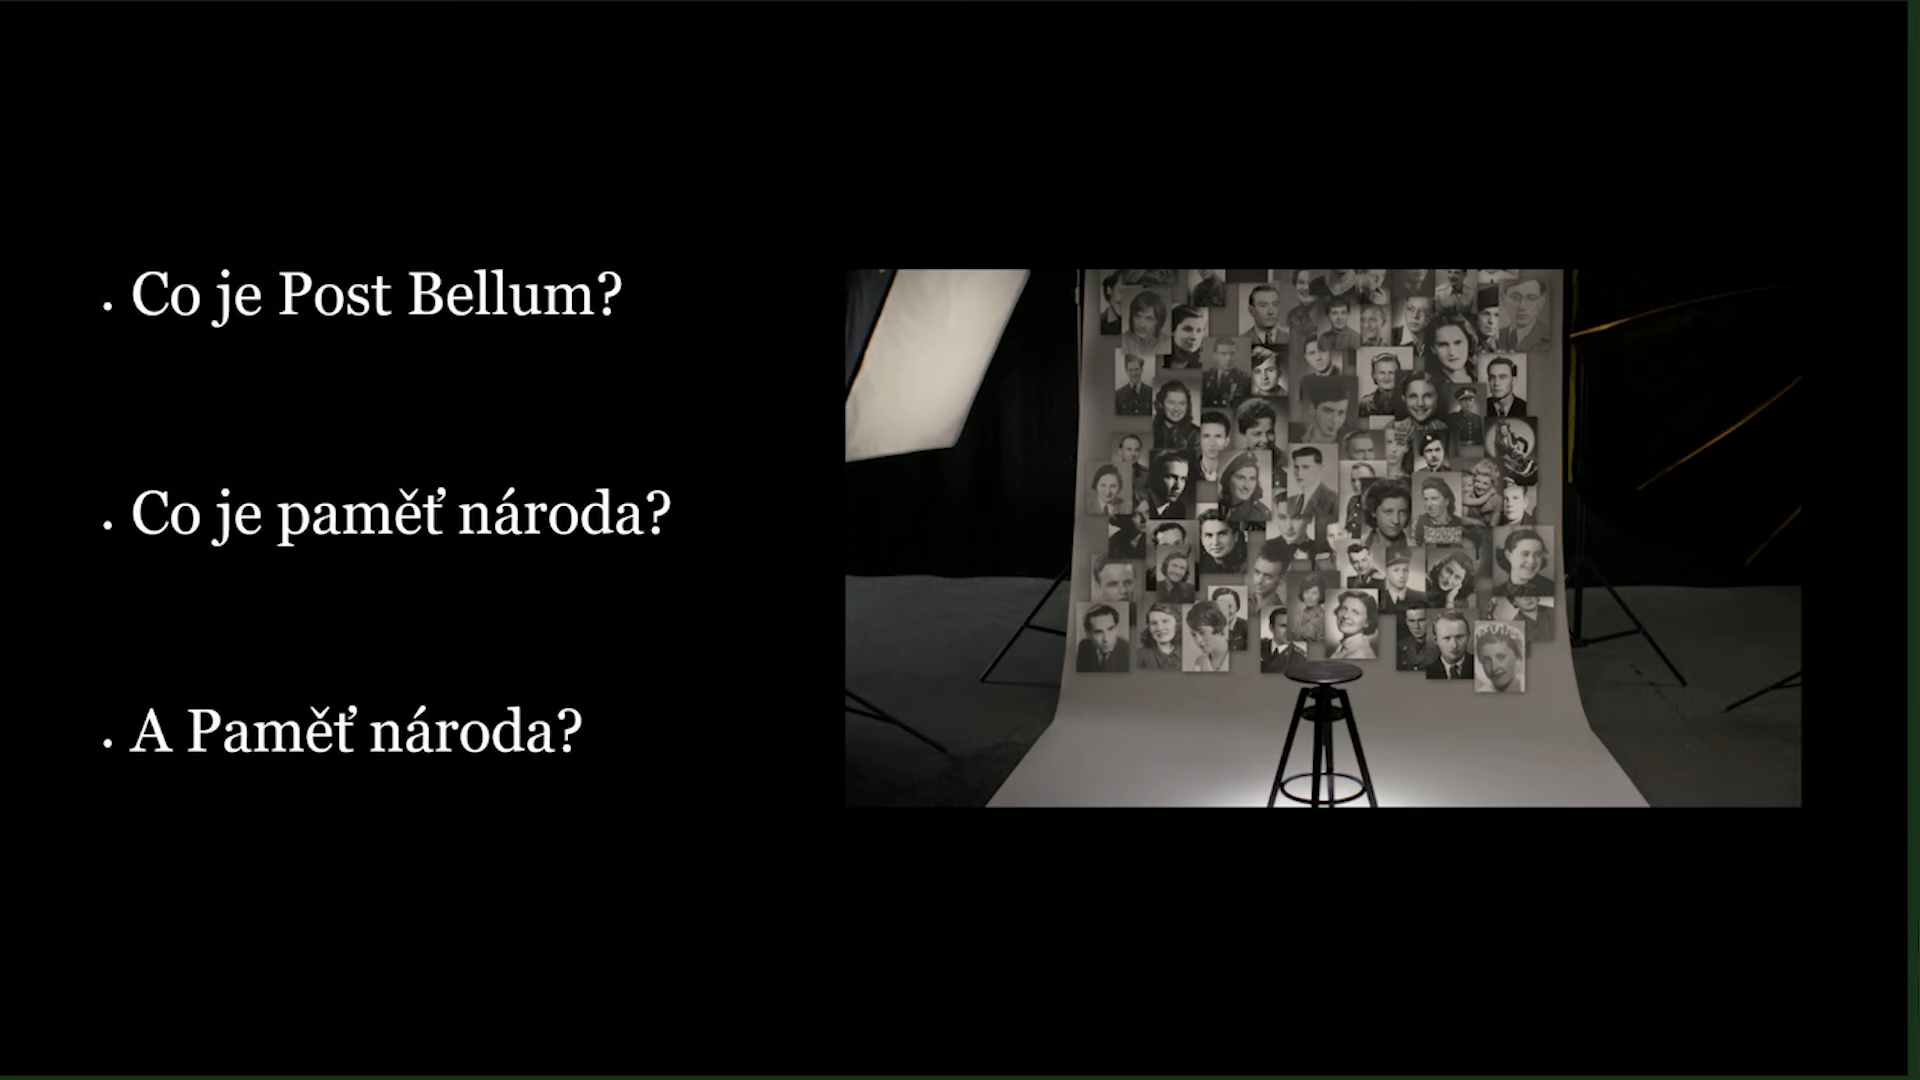 • Co je Post Bellum?
• Co je paměť národa?
• A Paměť národa?